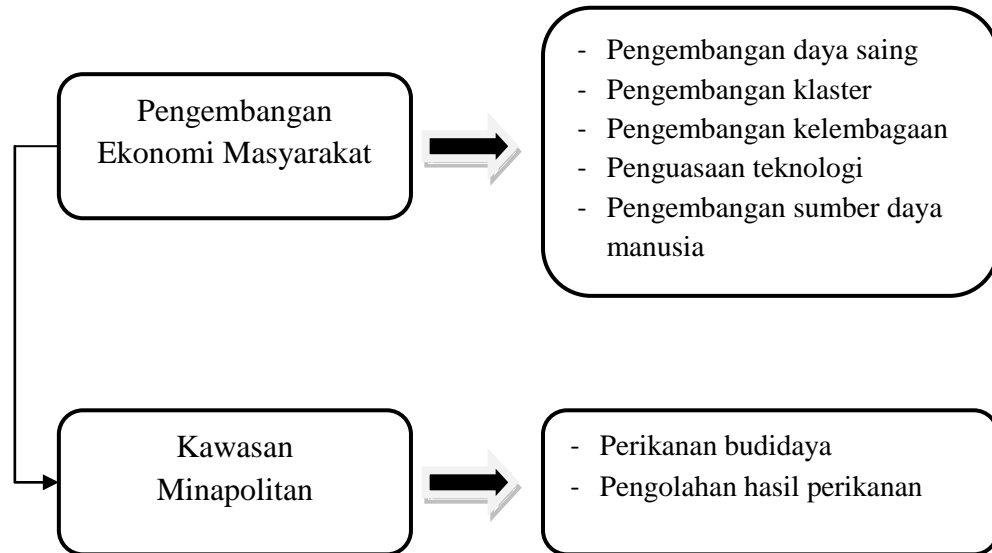 Pengembangan
Ekonomi Masyarakat
- Pengembangan daya saing
- Pengembangan klaster
- Pengembangan kelembagaan
- Penguasaan teknologi
- Pengembangan sumber daya
manusia
Kawasan
Minapolitan
- Perikanan budidaya
- Pengolahan hasil perikanan